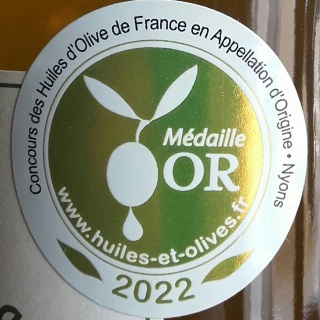 Concours des Huiles d'Olive de France en Appellation d'Origine • Nyons
Médaille
OR
www.huiles-et-olives.fr
2022